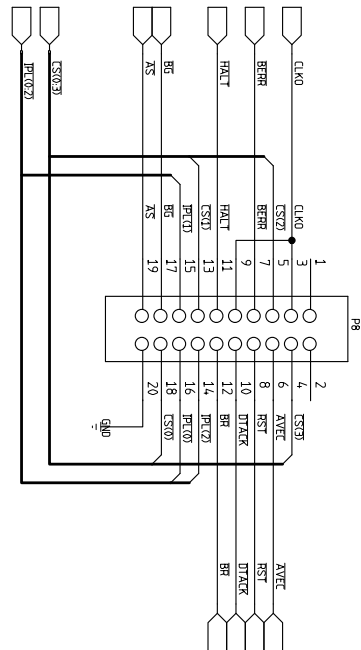 P8
1 2
CLKO CLKO 3 4 CS(3)
CS(2) 5 6 AVEC AVEC
BERR BERR 7 8 RST RST
9 10 DTACK DTACK
HALT HALT 11 12 BR BR
CS(1) 13 14 IPL(2)
IPL(1) 15 16 IPL(0)
BG BG 17 18 CS(0)
AS AS 19 20
GND
CS(0:3)
IPL(0:2)